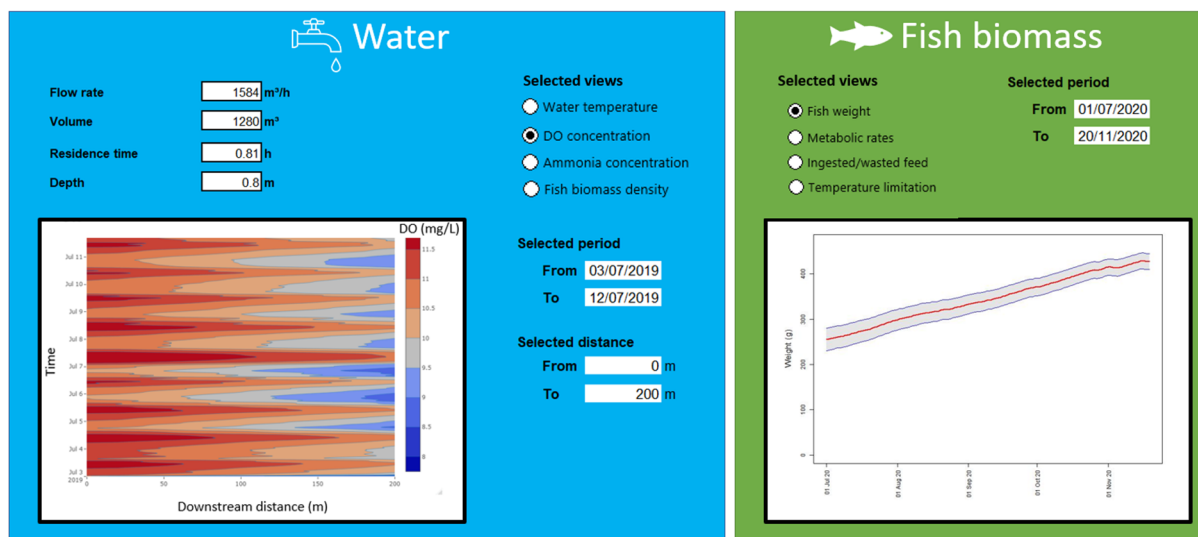 Water
Flow rate 1584 m³/h
Volume 1280 m³
Residence time 0.81 h
Depth 0.8 m
Selected views
Water temperature
DO concentration
Ammonia concentration
Fish biomass density
Selected period
From 03/07/2019
To 12/07/2019
Selected distance
From 0 m
To 200 m
DO (mg/L)
11.5
11
10.5
10
9.5
9
8.5
8
Time
Jul 11
Jul 10
Jul 9
Jul 8
Jul 7
Jul 6
Jul 5
Jul 4
Jul 3
2019
0 50 100 150 200
Downstream distance (m)
Fish biomass
Selected views
Fish weight
Metabolic rates
Ingested/wasted feed
Temperature limitation
Selected period
From 01/07/2020
To 20/11/2020
Weight (g)
400
300
200
100
0
01 Jul 20 01 Aug 20 01 Sep 20 01 Oct 20 01 Nov 20